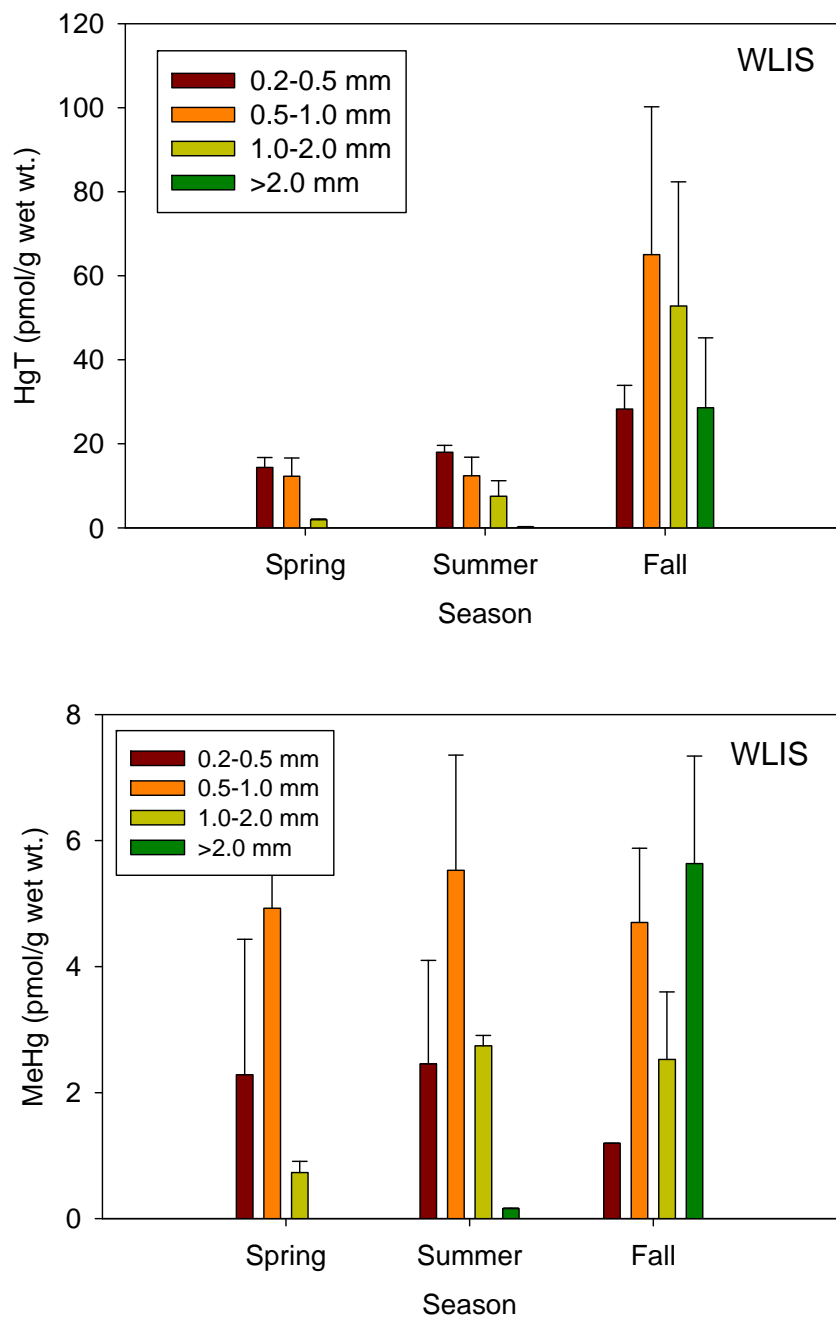 120
100
80
60
40
20
0
HgT (pmol/g wet wt.)
WLIS
0.2-0.5 mm
0.5-1.0 mm
1.0-2.0 mm
>2.0 mm
Spring Summer Fall
Season
8
6
4
2
0
MeHg (pmol/g wet wt.)
WLIS
0.2-0.5 mm
0.5-1.0 mm
1.0-2.0 mm
>2.0 mm
Spring Summer Fall
Season